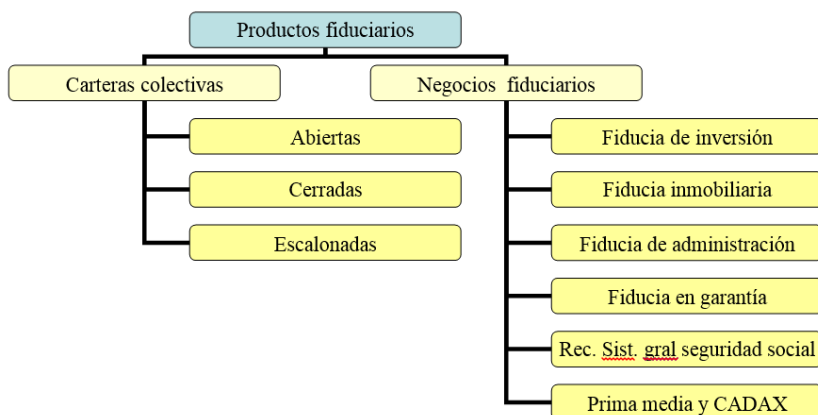 Productos fiduciarios
Carteras colectivas
Negocios fiduciarios
Abiertas
Cerradas
Escalonadas
Fiducia de inversión
Fiducia inmobiliaria
Fiducia de administración
Fiducia en garantía
Rec. Sist. gral seguridad social
Prima media y CADAX